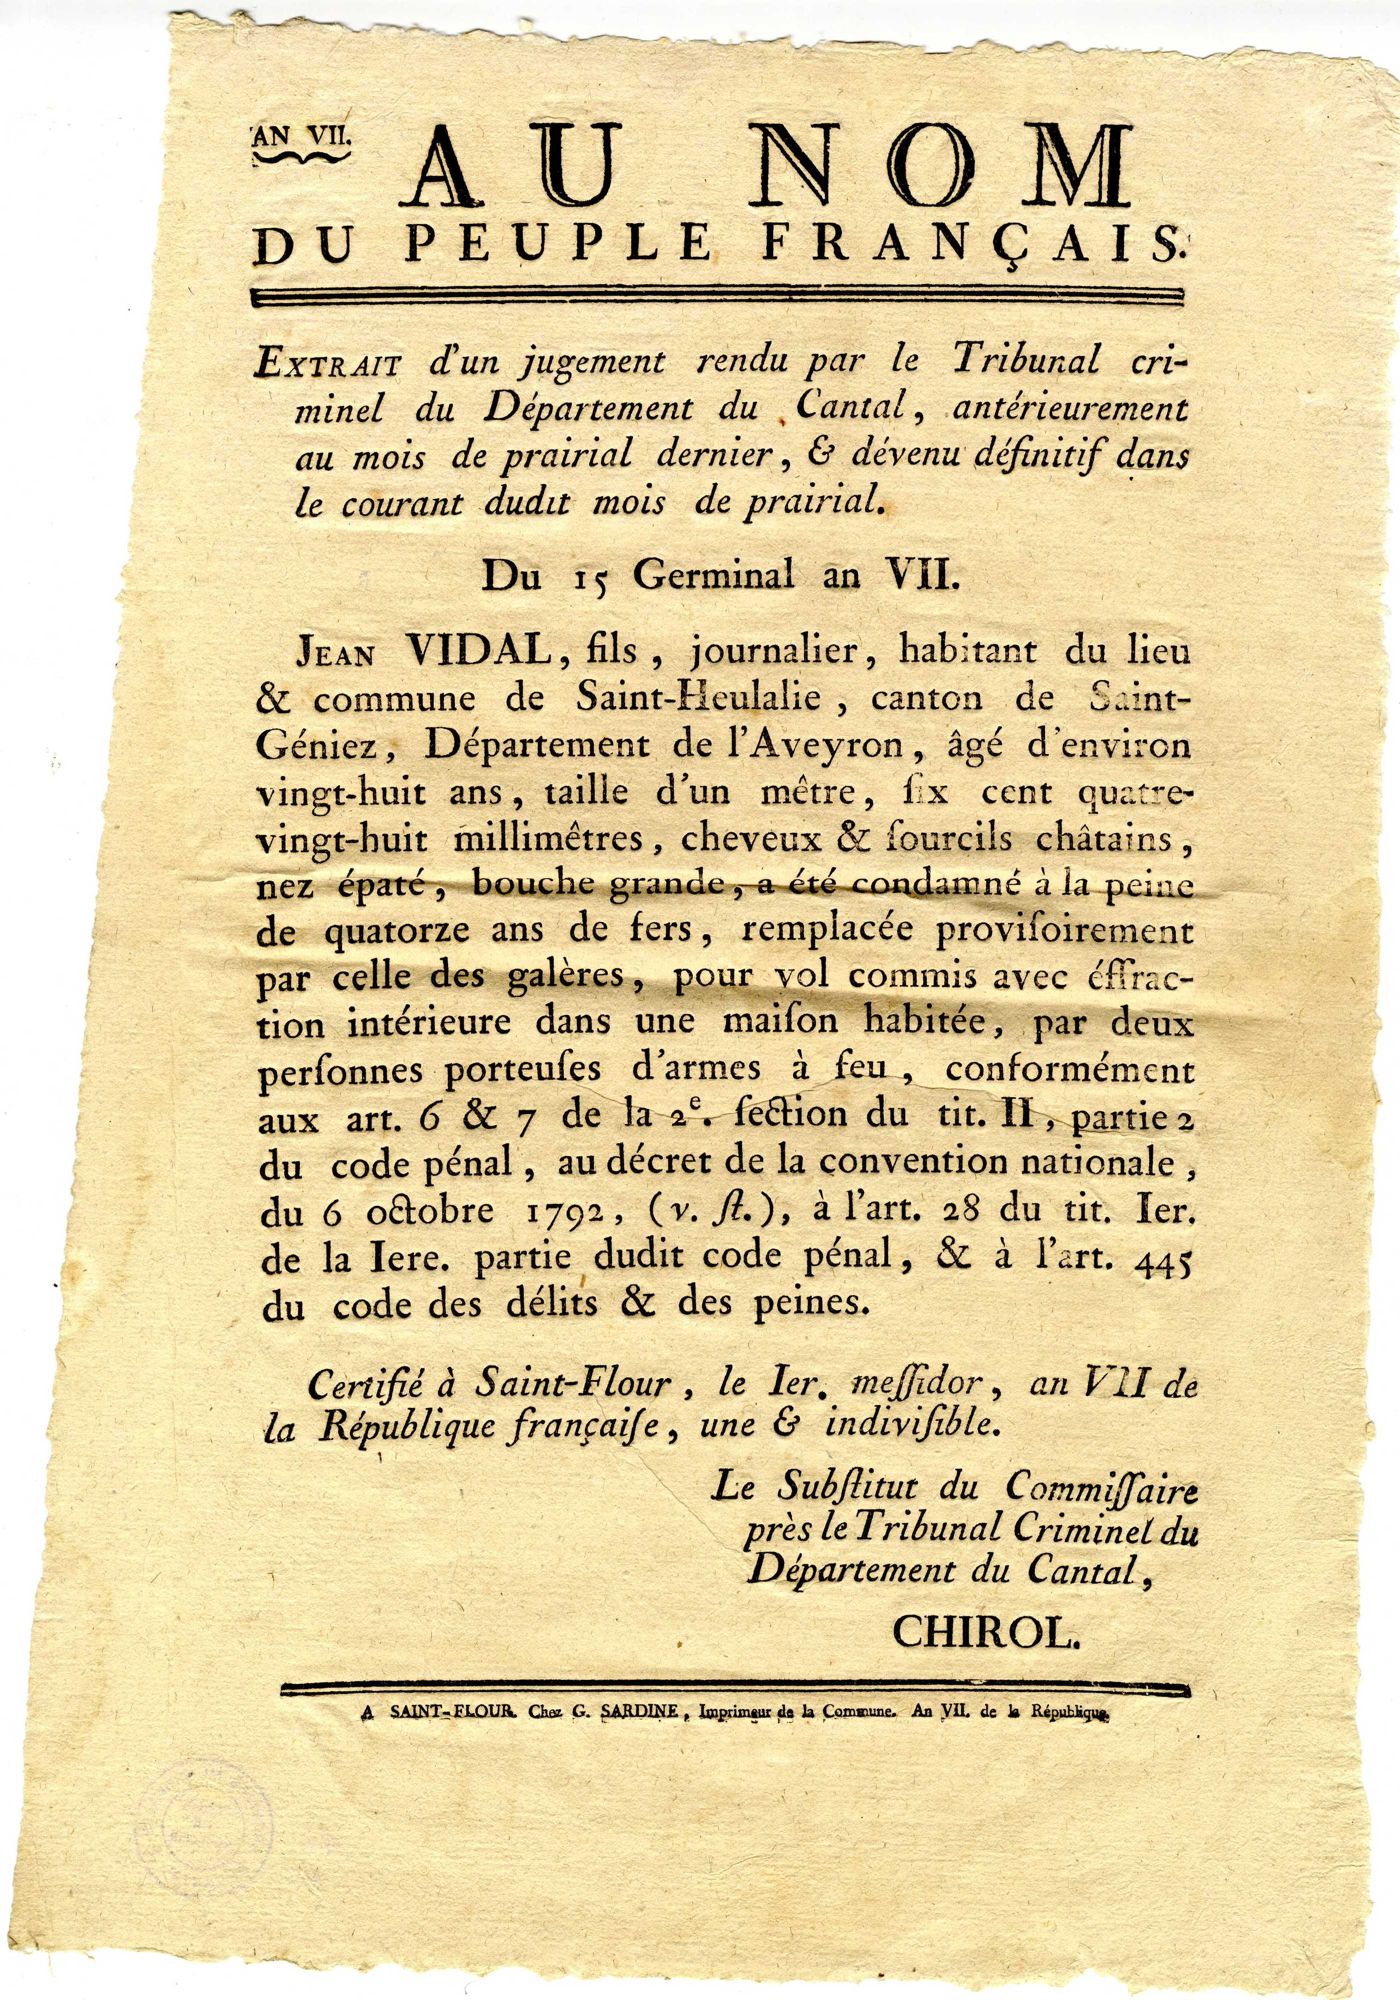 AN VII.
AU NOM
DU PEUPLE FRANÇAIS.
EXTRAIT d'un jugement rendu par le Tribunal cri-
minel du Département du Cantal, antérieurement
au mois de prairial dernier, & dévenu définitif dans
le courant dudit mois de prairial.
Du 15 Germinal an VII.
JEAN VIDAL, fils, journalier, habitant du lieu
& commune de Saint-Heulalie, canton de Saint-
Géniez, Département de l'Aveyron, âgé d'environ
vingt-huit ans, taille d'un mêtre, ſix cent quatre-
vingt-huit millimêtres, cheveux & ſourcils châtains,
nez épaté, bouche grande, a été condamné à la peine
de quatorze ans de fers, remplacée proviſoirement
par celle des galères, pour vol commis avec éffrac-
tion intérieure dans une maiſon habitée, par deux
perſonnes porteuſes d'armes à feu, conformément
aux art. 6 & 7 de la 2e. ſection du tit. II, partie 2
du code pénal, au décret de la convention nationale,
du 6 octobre 1792, (v. ſt.), à l'art. 28 du tit. Ier.
de la Iere. partie dudit code pénal, & à l'art. 445
du code des délits & des peines.
Certifié à Saint-Flour, le Ier. meſſidor, an VII de
la République françaiſe, une & indiviſible.
Le Subſtitut du Commiſſaire
près le Tribunal Criminel du
Département du Cantal,
CHIROL.
A SAINT-FLOUR. Chez G. SARDINE, Imprimeur de la Commune. An VII. de la République.